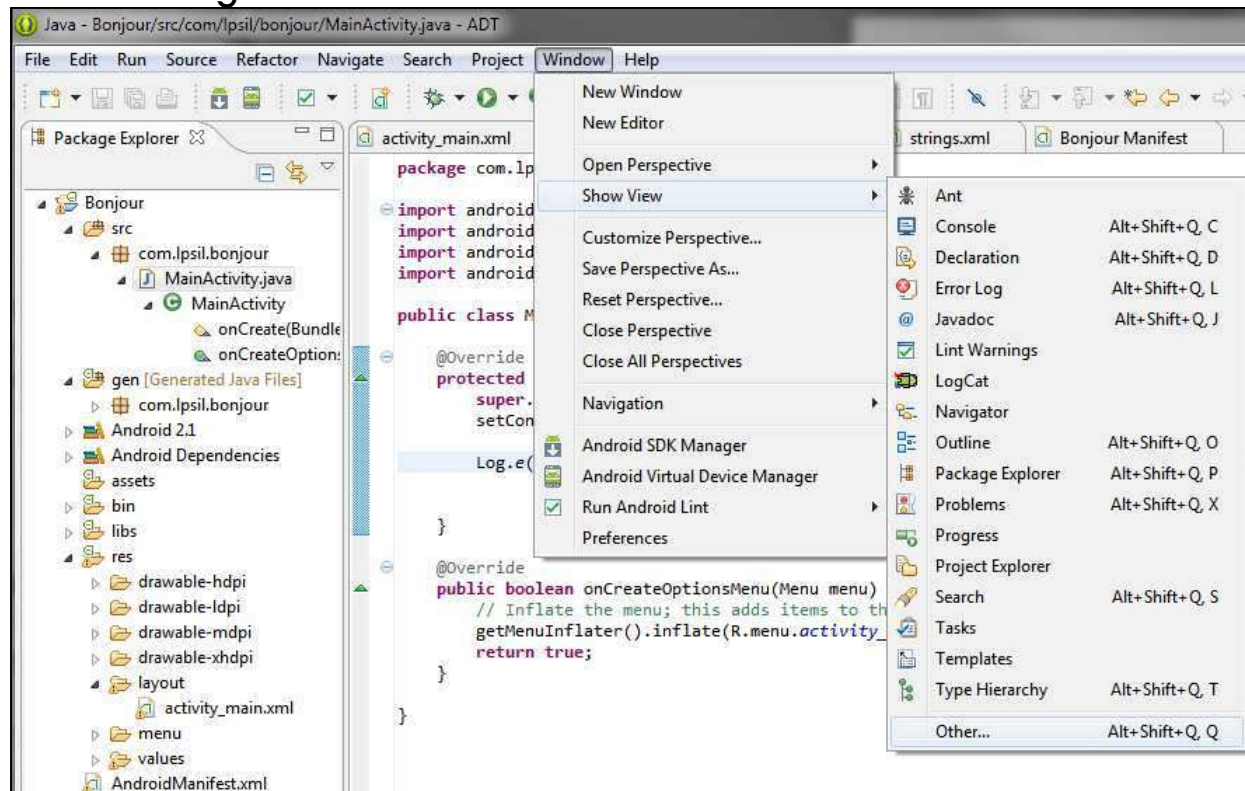 Java - Bonjour/src/com/lpsil/bonjour/MainActivity.java - ADT
File Edit Run Source Refactor Navigate Search Project Window Help
Package Explorer
activity_main.xml
strings.xml
Bonjour Manifest
Bonjour
src
com.lpsil.bonjour
MainActivity.java
MainActivity
onCreate(Bundle
onCreateOption
gen [Generated Java Files]
com.lpsil.bonjour
Android 2.1
Android Dependencies
assets
bin
libs
res
drawable-hdpi
drawable-ldpi
drawable-mdpi
drawable-xhdpi
layout
activity_main.xml
menu
values
AndroidManifest.xml
package com.lp
import android
import android
import android
import android
public class M
@Override
protected
super.
setCon
Log.e(
}
@Override
public boolean onCreateOptionsMenu(Menu menu)
// Inflate the menu; this adds items to th
getMenuInflater().inflate(R.menu.activity_
return true;
}
}
New Window
New Editor
Open Perspective
Show View
Customize Perspective...
Save Perspective As...
Reset Perspective...
Close Perspective
Close All Perspectives
Navigation
Android SDK Manager
Android Virtual Device Manager
Run Android Lint
Preferences
Ant
Console Alt+Shift+Q, C
Declaration Alt+Shift+Q, D
Error Log Alt+Shift+Q, L
Javadoc Alt+Shift+Q, J
Lint Warnings
LogCat
Navigator
Outline Alt+Shift+Q, O
Package Explorer Alt+Shift+Q, P
Problems Alt+Shift+Q, X
Progress
Project Explorer
Search Alt+Shift+Q, S
Tasks
Templates
Type Hierarchy Alt+Shift+Q, T
Other... Alt+Shift+Q, Q